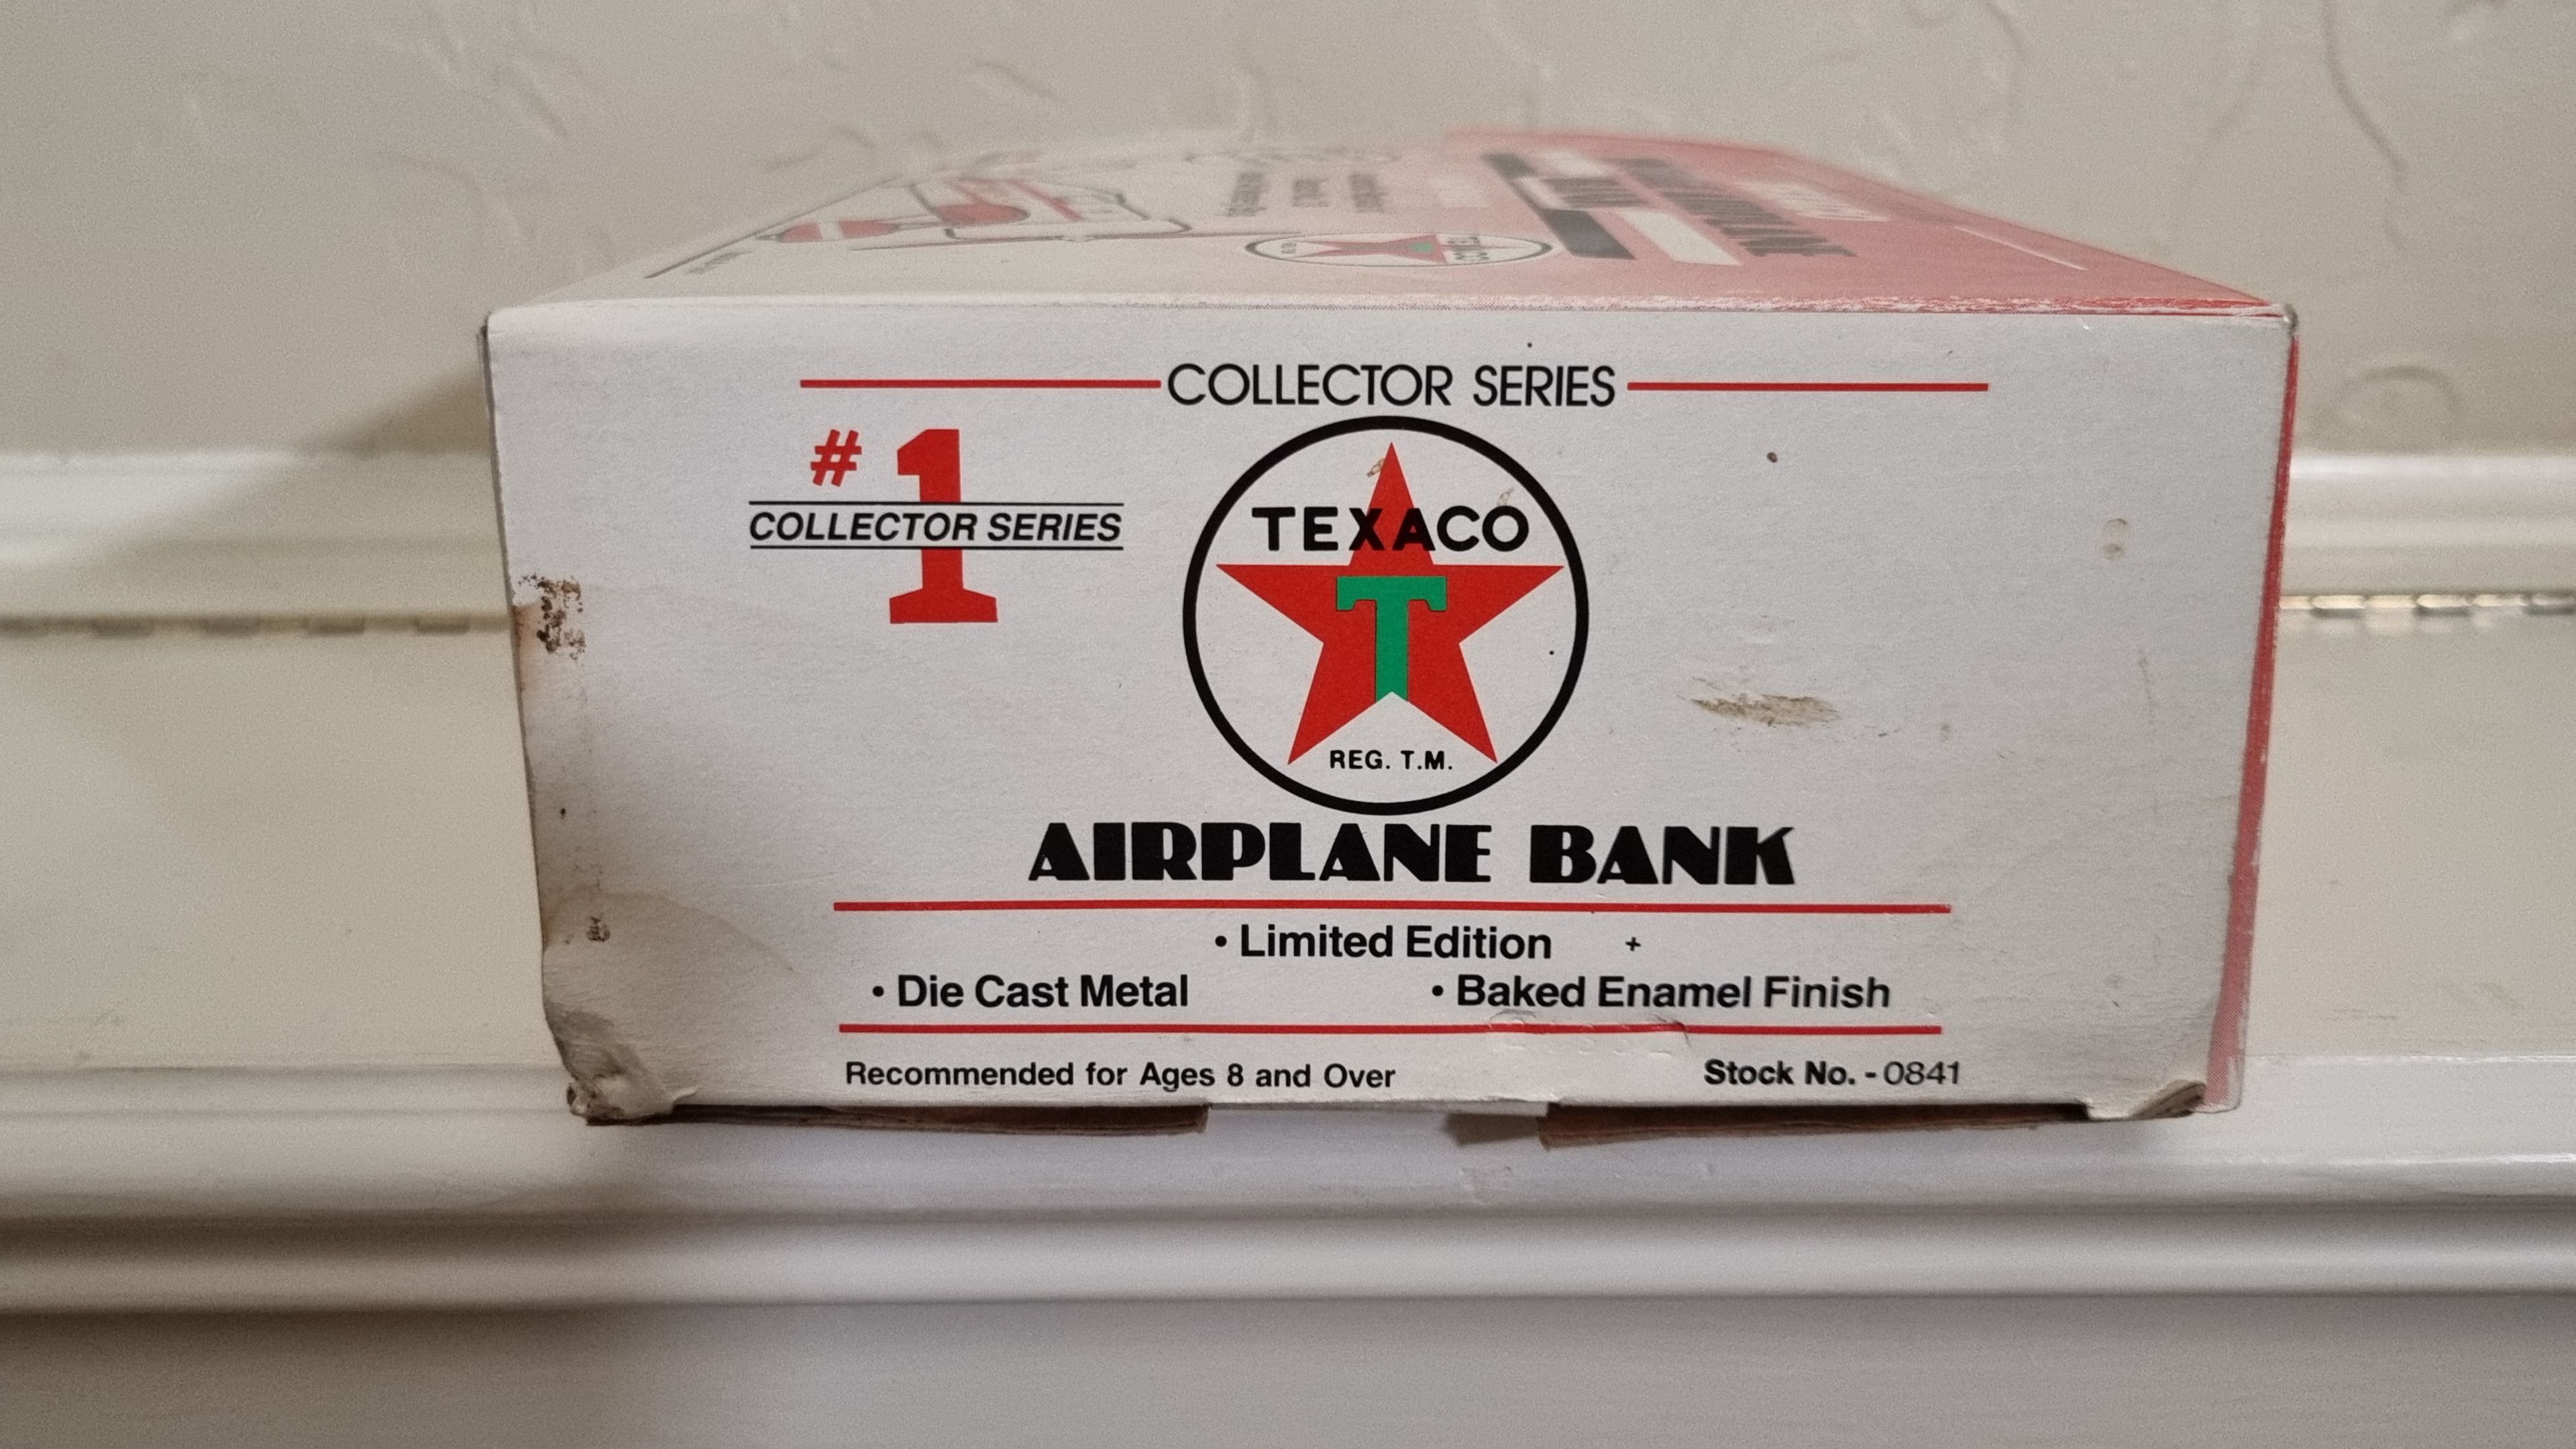 COLLECTOR SERIES
#1
COLLECTOR SERIES
TEXACO
T
REG. T.M.
AIRPLANE BANK
• Limited Edition +
• Die Cast Metal • Baked Enamel Finish
Recommended for Ages 8 and Over Stock No. - 0841